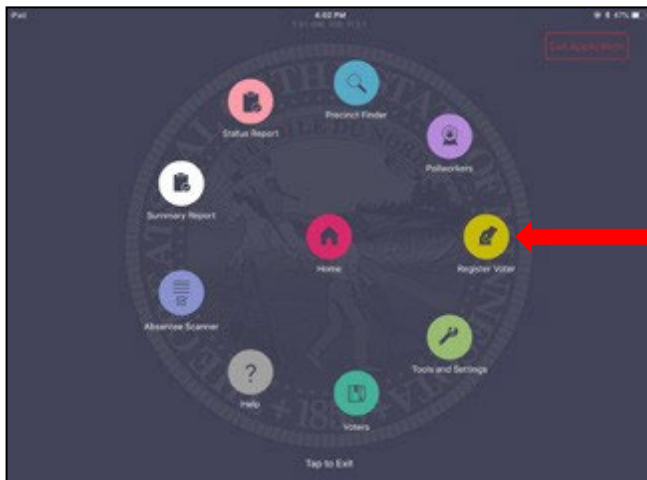 iPad 4:02 PM 47%
Exit Application
Precinct Finder
Status Report
Pollworkers
Summary Report
Home
Register Voter
Absentee Scanner
Tools and Settings
?
Help
Voters
Tap to Exit